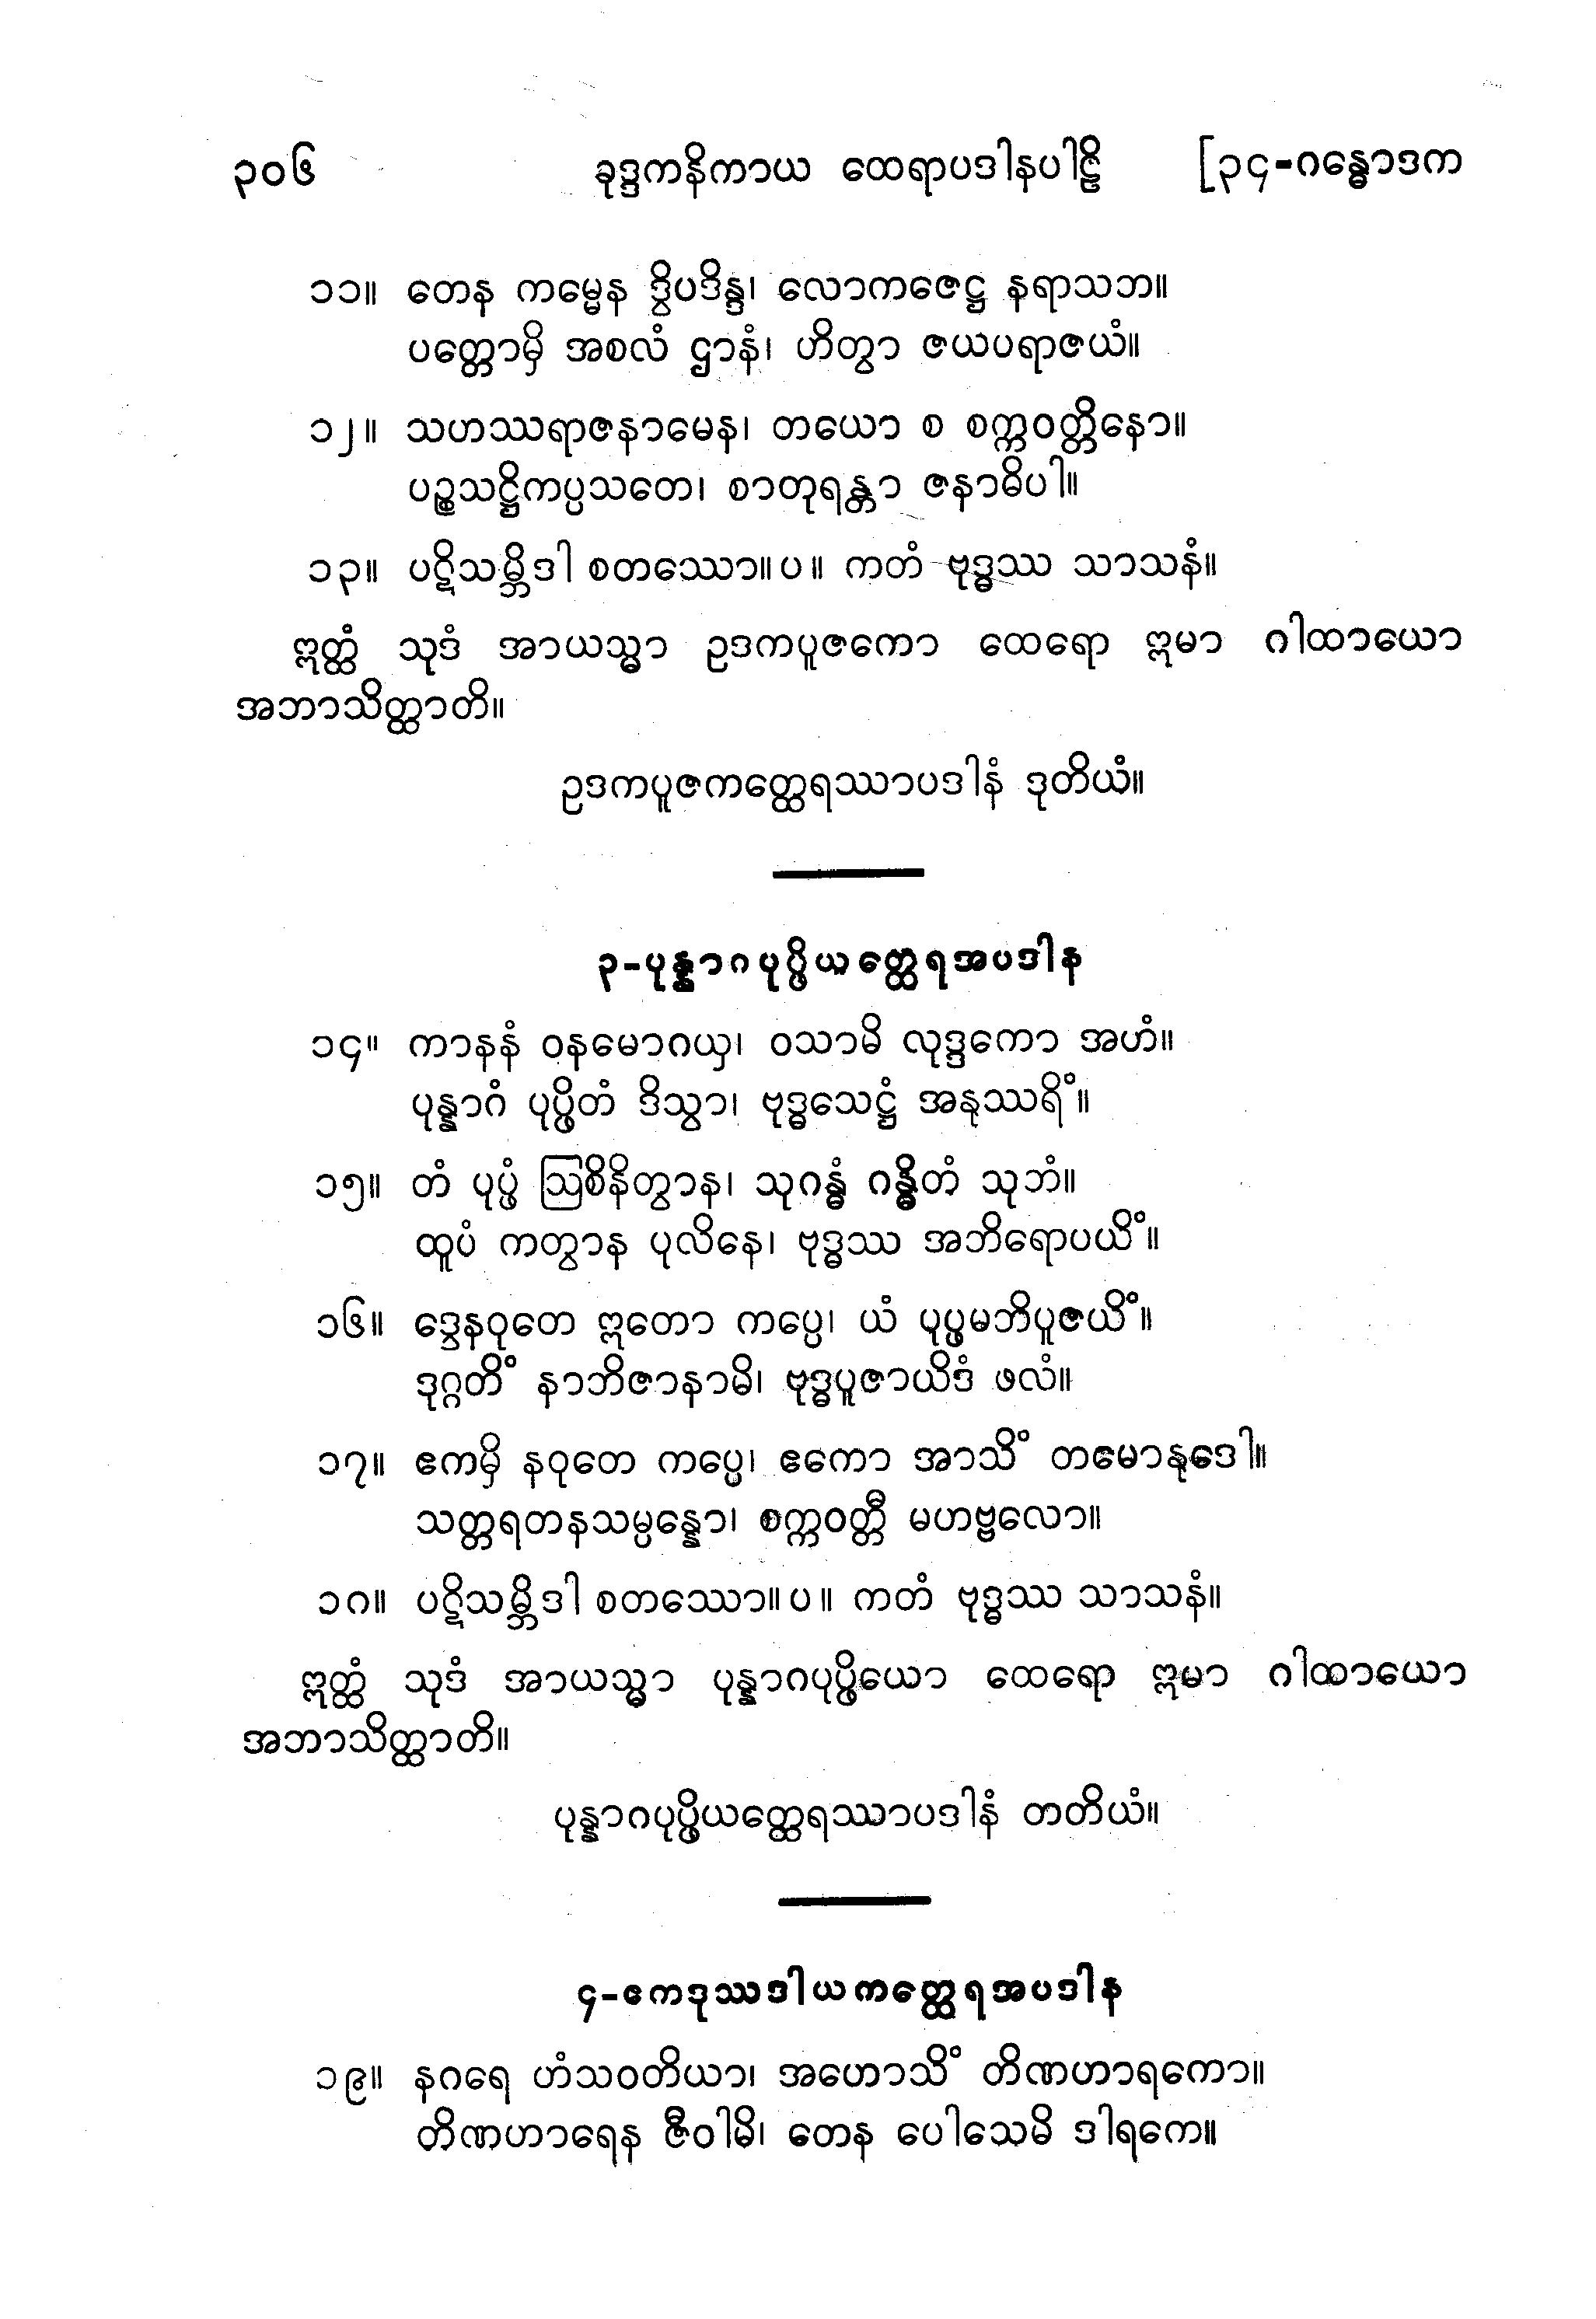 ၃၀၆ ခုဒ္ဒကနိကာယ ထေရာပဒါနပါဠိ [၃၄-ဂန္ဓောဒက
၁၁။ တေန ကမ္မေန ဒွိပဒိန္ဒ၊ လောကဇေဋ္ဌ နရာသဘ။
ပတ္တောမှိ အစလံ ဌာနံ၊ ဟိတွာ ဇယပရာဇယံ။
၁၂။ သဟဿရာဇနာမေန၊ တယော စ စက္ကဝတ္တိနော။
ပဉ္စသဋ္ဌိကပ္ပသတေ၊ စာတုရန္တာ ဇနာဓိပါ။
၁၃။ ပဋိသမ္ဘိဒါ စတဿော။ပ။ ကတံ ဗုဒ္ဓဿ သာသနံ။
ဣတ္ထံ သုဒံ အာယသ္မာ ဥဒကပူဇကော ထေရော ဣမာ ဂါထာယော
အဘာသိတ္ထာတိ။
ဥဒကပူဇကတ္ထေရဿာပဒါနံ ဒုတိယံ။
၃-ပုန္နာဂပုပ္ဖိယတ္ထေရအပဒါန
၁၄။ ကာနနံ ဝနမောဂယှ၊ ဝသာမိ လုဒ္ဒကော အဟံ။
ပုန္နာဂံ ပုပ္ဖိတံ ဒိသွာ၊ ဗုဒ္ဓသေဋ္ဌံ အနုဿရိံ။
၁၅။ တံ ပုပ္ဖံ ဩစိနိတွာန၊ သုဂန္ဓံ ဂန္ဓိတံ သုဘံ။
ထူပံ ကတွာန ပုလိနေ၊ ဗုဒ္ဓဿ အဘိရောပယိံ။
၁၆။ ဒွေနဝုတေ ဣတော ကပ္ပေ၊ ယံ ပုပ္ဖမဘိပူဇယိံ။
ဒုဂ္ဂတိံ နာဘိဇာနာမိ၊ ဗုဒ္ဓပူဇာယိဒံ ဖလံ။
၁၇။ ဧကမှိ နဝုတေ ကပ္ပေ၊ ဧကော အာသိံ တမောနုဒေါ။
သတ္တရတနသမ္ပန္နော၊ စက္ကဝတ္တီ မဟဗ္ဗလော။
၁၈။ ပဋိသမ္ဘိဒါ စတဿော။ပ။ ကတံ ဗုဒ္ဓဿ သာသနံ။
ဣတ္ထံ သုဒံ အာယသ္မာ ပုန္နာဂပုပ္ဖိယော ထေရော ဣမာ ဂါထာယော
အဘာသိတ္ထာတိ။
ပုန္နာဂပုပ္ဖိယတ္ထေရဿာပဒါနံ တတိယံ။
၄-ဧကဒုဿဒါယကတ္ထေရအပဒါန
၁၉။ နဂရေ ဟံသဝတိယာ၊ အဟောသိံ တိဏဟာရကော။
တိဏဟာရေန ဇီဝါမိ၊ တေန ပေါသေမိ ဒါရကေ။